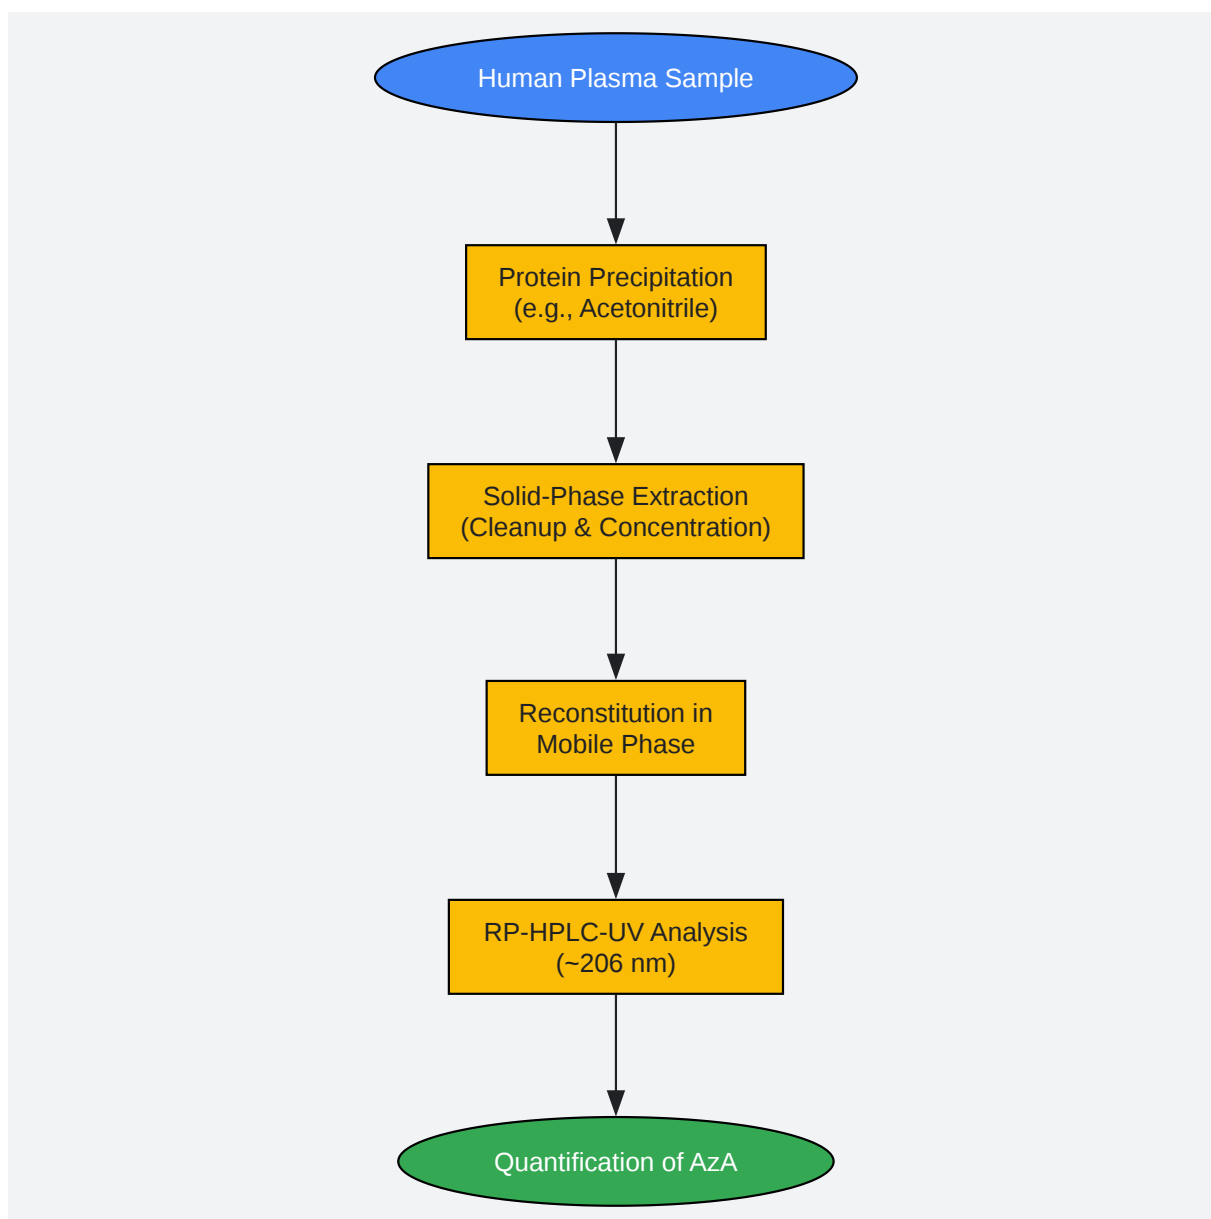 Human Plasma Sample
Protein Precipitation
(e.g., Acetonitrile)
Solid-Phase Extraction
(Cleanup & Concentration)
Reconstitution in
Mobile Phase
RP-HPLC-UV Analysis
(~206 nm)
Quantification of AzA